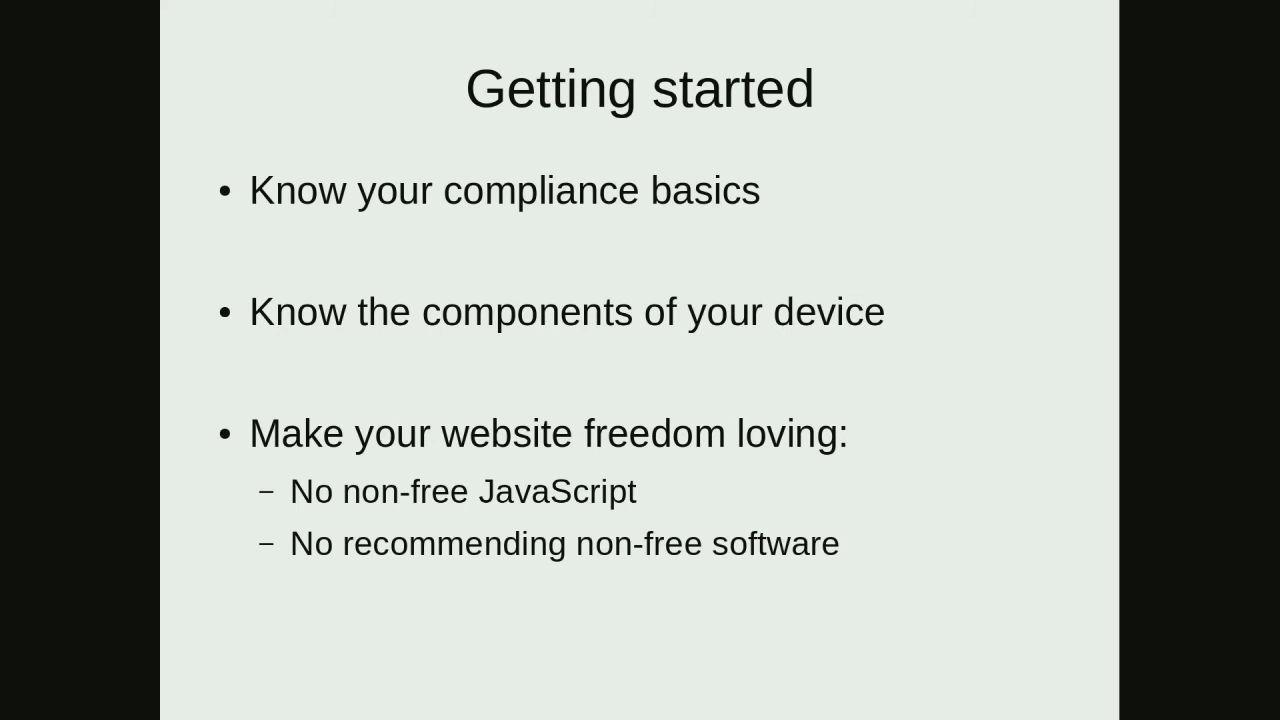 Getting started
• Know your compliance basics
• Know the components of your device
• Make your website freedom loving:
– No non-free JavaScript
– No recommending non-free software